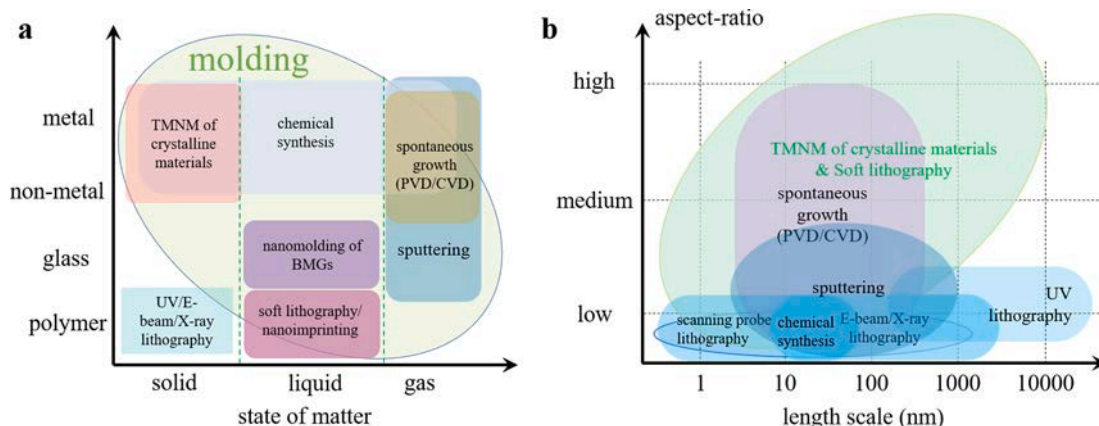 a
molding
metal
non-metal
glass
polymer
TMNM of
crystalline
materials
chemical
synthesis
spontaneous
growth
(PVD/CVD)
nanomolding of
BMGs
sputtering
UV/E-
beam/X-ray
lithography
soft lithography/
nanoimprinting
solid
liquid
gas
state of matter
b
aspect-ratio
high
medium
low
TMNM of crystalline materials
& Soft lithography
spontaneous
growth
(PVD/CVD)
sputtering
UV
lithography
scanning probe
lithography
chemical
synthesis
E-beam/X-ray
lithography
1
10
100
1000
10000
length scale (nm)